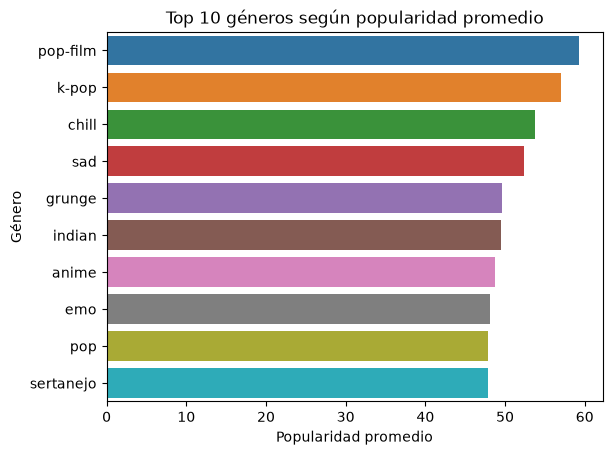 Top 10 géneros según popularidad promedio
Género
pop-film
k-pop
chill
sad
grunge
indian
anime
emo
pop
sertanejo
0 10 20 30 40 50 60
Popularidad promedio